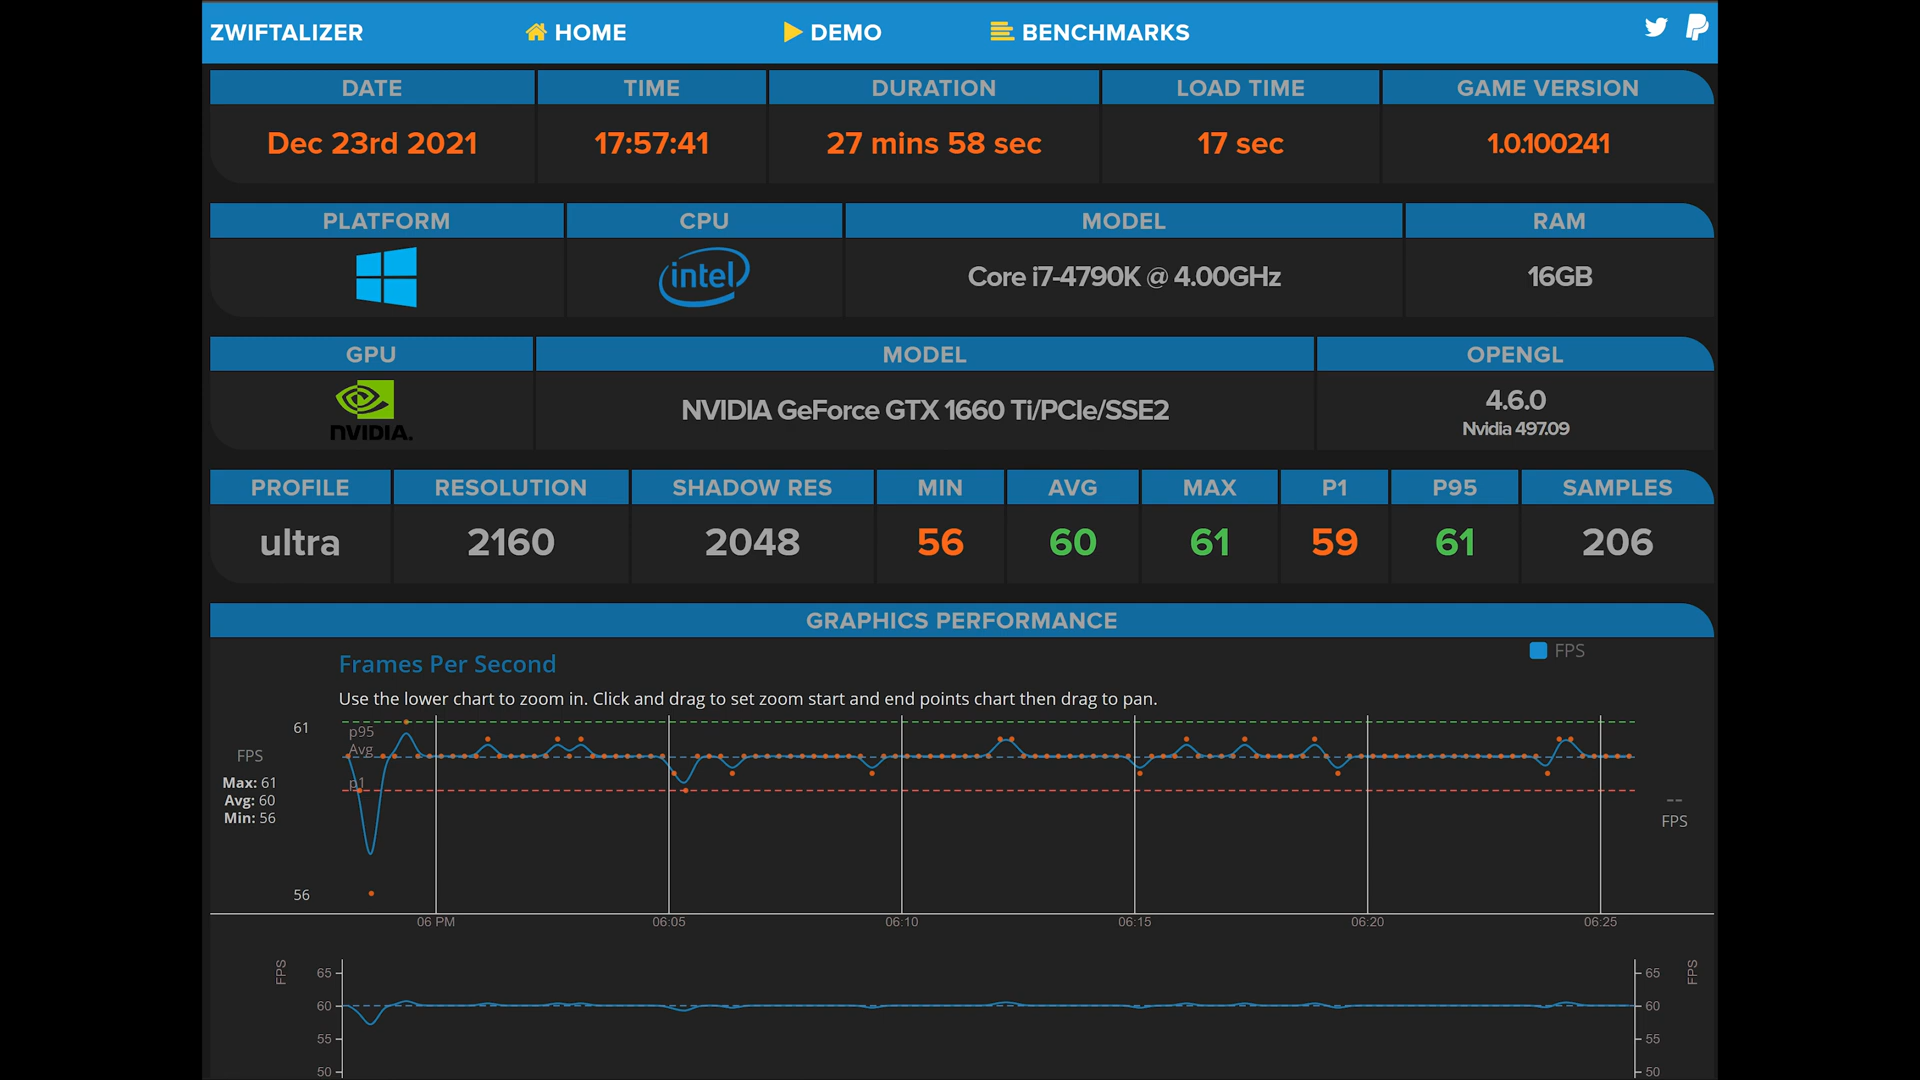 ZWIFTALIZER HOME DEMO BENCHMARKS
DATE TIME DURATION LOAD TIME GAME VERSION
Dec 23rd 2021 17:57:41 27 mins 58 sec 17 sec 1.0.100241
PLATFORM CPU MODEL RAM
intel Core i7-4790K @ 4.00GHz 16GB
GPU MODEL OPENGL
NVIDIA. NVIDIA GeForce GTX 1660 Ti/PCIe/SSE2 4.6.0
Nvidia 497.09
PROFILE RESOLUTION SHADOW RES MIN AVG MAX P1 P95 SAMPLES
ultra 2160 2048 56 60 61 59 61 206
GRAPHICS PERFORMANCE
FPS
Frames Per Second
Use the lower chart to zoom in. Click and drag to set zoom start and end points chart then drag to pan.
61
p95
Avg
FPS
p1
Max: 61
Avg: 60
Min: 56
--
FPS
56
06 PM 06:05 06:10 06:15 06:20 06:25
FPS 65 65 FPS
60 60
55 55
50 50